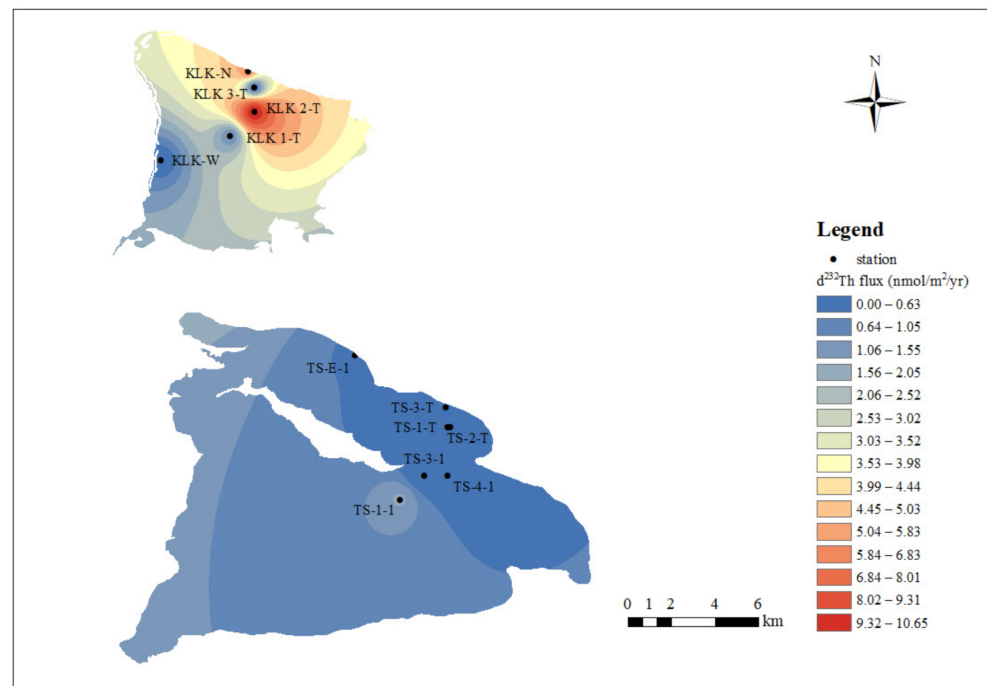 N
KLK-N
KLK 3-T
KLK 2-T
KLK 1-T
KLK-W
TS-E-1
TS-3-T
TS-1-T
TS-2-T
TS-3-1
TS-4-1
TS-1-1
Legend
station
d²³²Th flux (nmol/m²/yr)
0.00 – 0.63
0.64 – 1.05
1.06 – 1.55
1.56 – 2.05
2.06 – 2.52
2.53 – 3.02
3.03 – 3.52
3.53 – 3.98
3.99 – 4.44
4.45 – 5.03
5.04 – 5.83
5.84 – 6.83
6.84 – 8.01
8.02 – 9.31
9.32 – 10.65
0 1 2 4 6
km